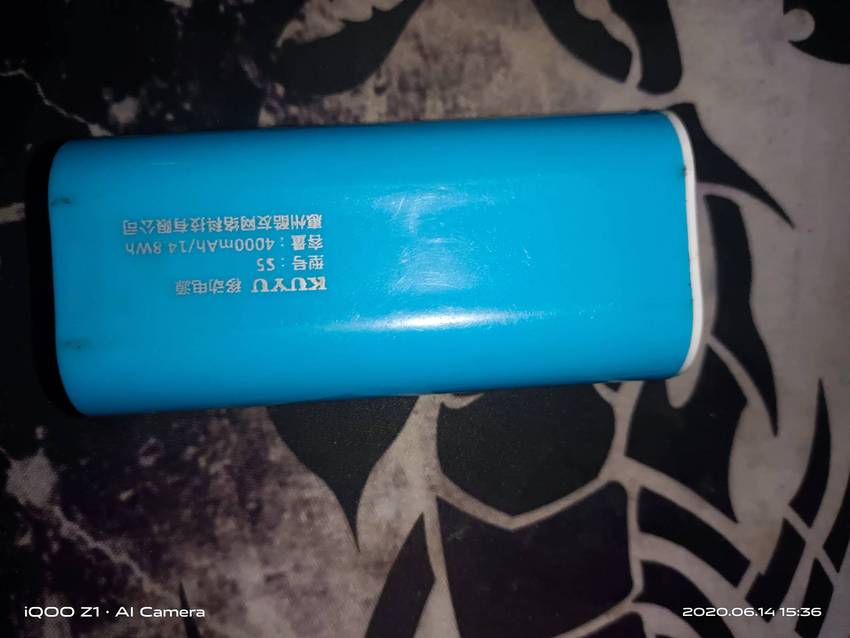 KUYU 移动电源
型号：S5
容量：4000mAh/14.8Wh
惠州酷友网络科技有限公司
iQOO Z1 · AI Camera
2020.06.14 15:36